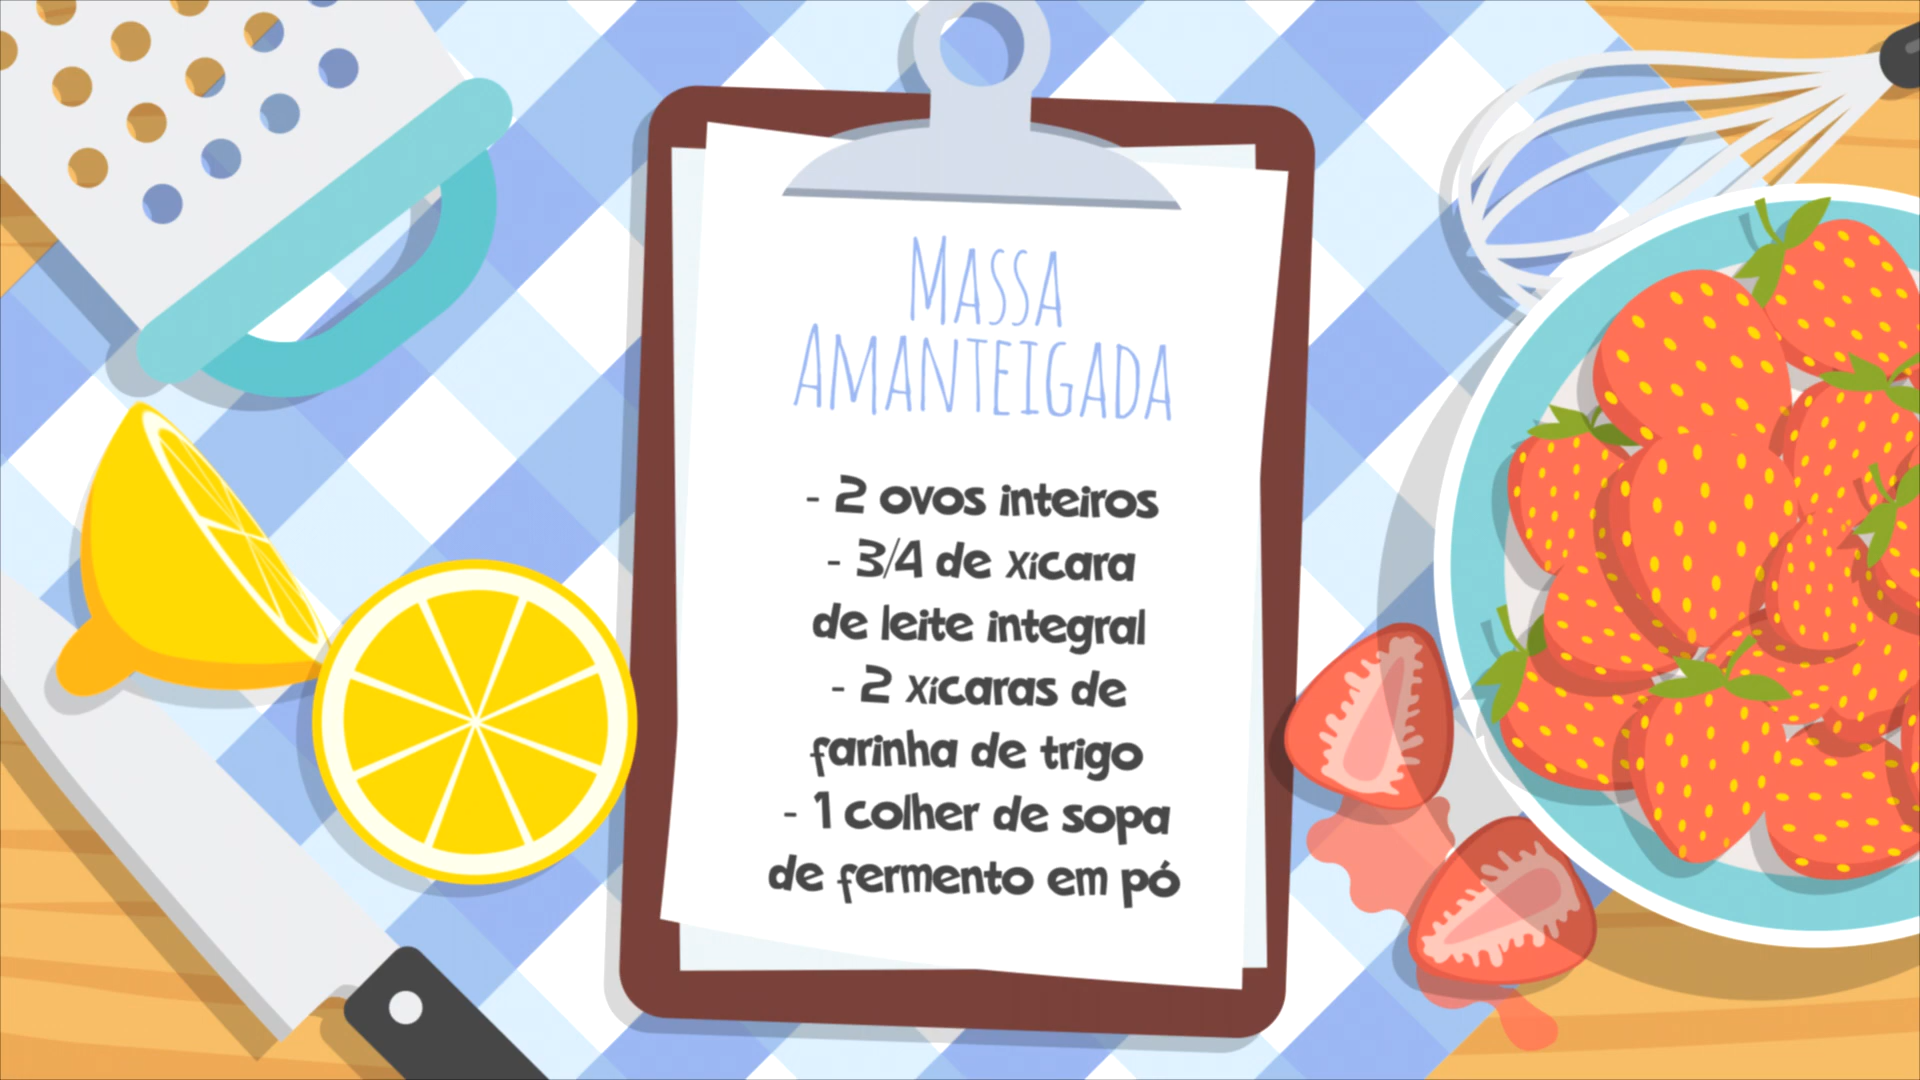 Massa
Amanteigada
- 2 ovos inteiros
- 3/4 de xícara
de leite integral
- 2 xícaras de
farinha de trigo
- 1 colher de sopa
de fermento em pó